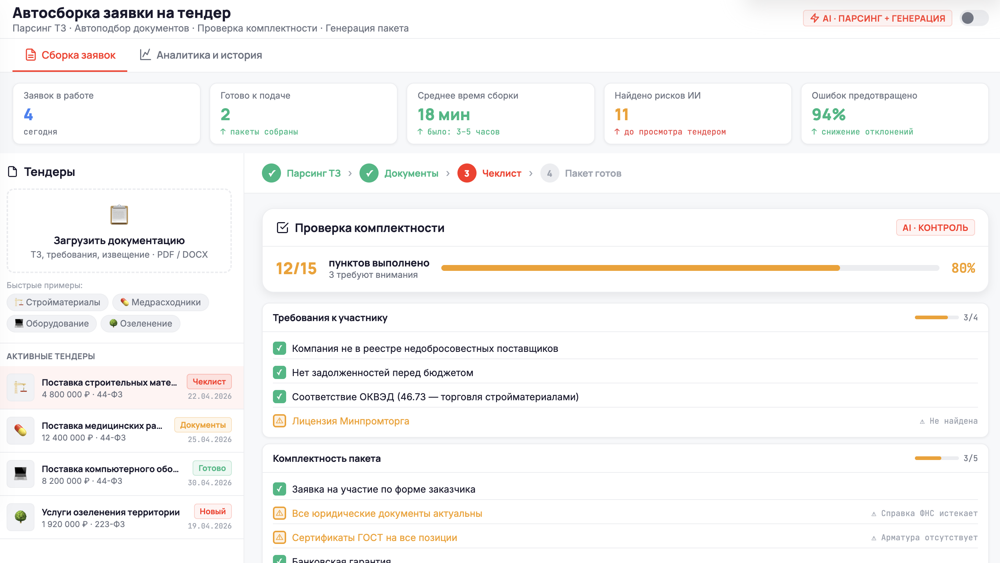 Автосборка заявки на тендер
Парсинг ТЗ · Автоподбор документов · Проверка комплектности · Генерация пакета
AI · ПАРСИНГ + ГЕНЕРАЦИЯ
Сборка заявок
Аналитика и история
Заявок в работе
4
сегодня
Готово к подаче
2
↑ пакеты собраны
Среднее время сборки
18 мин
↑ было: 3–5 часов
Найдено рисков ИИ
11
↑ до просмотра тендером
Ошибок предотвращено
94%
↑ снижение отклонений
Тендеры
Загрузить документацию
ТЗ, требования, извещение · PDF / DOCX
Быстрые примеры:
Стройматериалы
Медрасходники
Оборудование
Озеленение
АКТИВНЫЕ ТЕНДЕРЫ
Поставка строительных мате...
Чеклист
4 800 000 ₽ · 44-ФЗ
22.04.2026
Поставка медицинских ра...
Документы
12 400 000 ₽ · 44-ФЗ
25.04.2026
Поставка компьютерного обо...
Готово
8 200 000 ₽ · 44-ФЗ
30.04.2026
Услуги озеленения территории
Новый
1 920 000 ₽ · 223-ФЗ
19.04.2026
✓ Парсинг ТЗ › ✓ Документы › 3 Чеклист › 4 Пакет готов
Проверка комплектности
AI · КОНТРОЛЬ
12/15
пунктов выполнено
3 требуют внимания
80%
Требования к участнику
3/4
Компания не в реестре недобросовестных поставщиков
Нет задолженностей перед бюджетом
Соответствие ОКВЭД (46.73 — торговля стройматериалами)
Лицензия Минпромторга
⚠ Не найдена
Комплектность пакета
3/5
Заявка на участие по форме заказчика
Все юридические документы актуальны
⚠ Справка ФНС истекает
Сертификаты ГОСТ на все позиции
⚠ Арматура отсутствует
Банковская гарантия